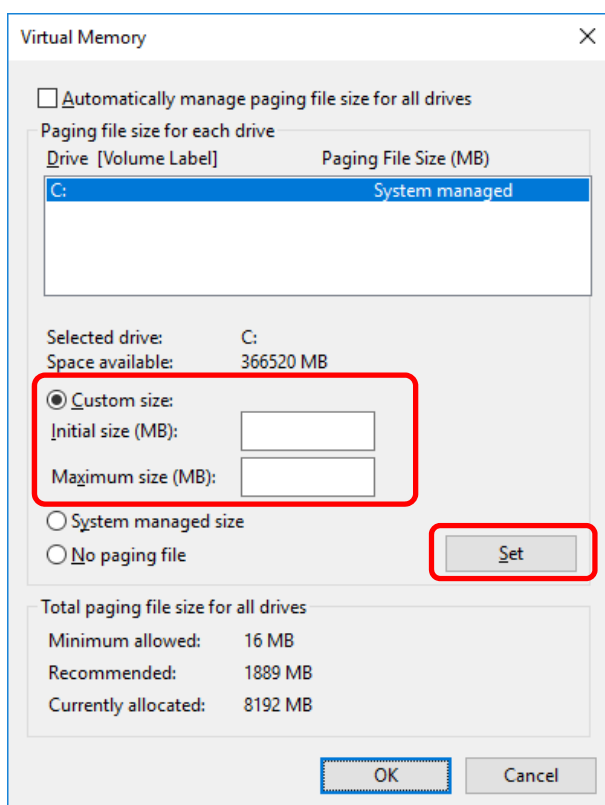 Virtual Memory
Automatically manage paging file size for all drives
Paging file size for each drive
Drive [Volume Label] Paging File Size (MB)
C: System managed
Selected drive: C:
Space available: 366520 MB
Custom size:
Initial size (MB):
Maximum size (MB):
System managed size
No paging file Set
Total paging file size for all drives
Minimum allowed: 16 MB
Recommended: 1889 MB
Currently allocated: 8192 MB
OK Cancel